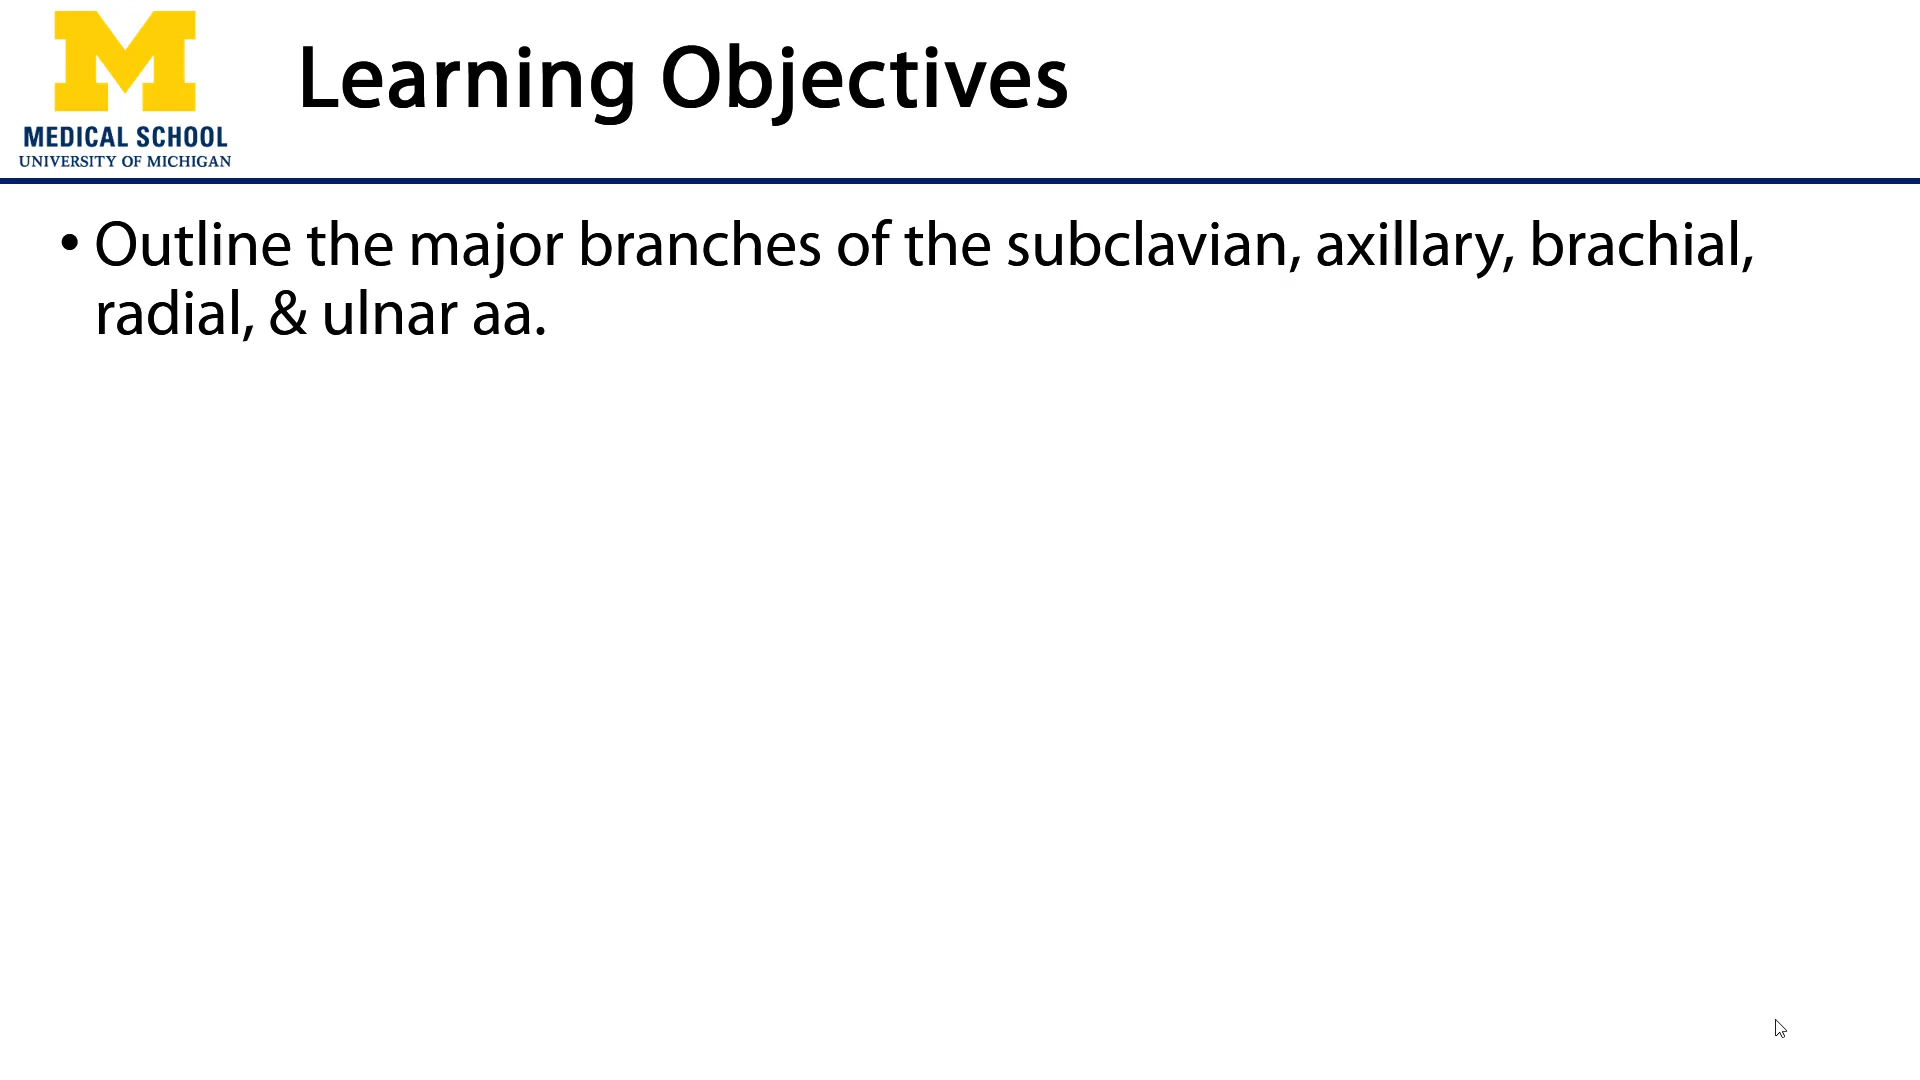 M
MEDICAL SCHOOL
UNIVERSITY OF MICHIGAN
Learning Objectives
• Outline the major branches of the subclavian, axillary, brachial,
radial, & ulnar aa.